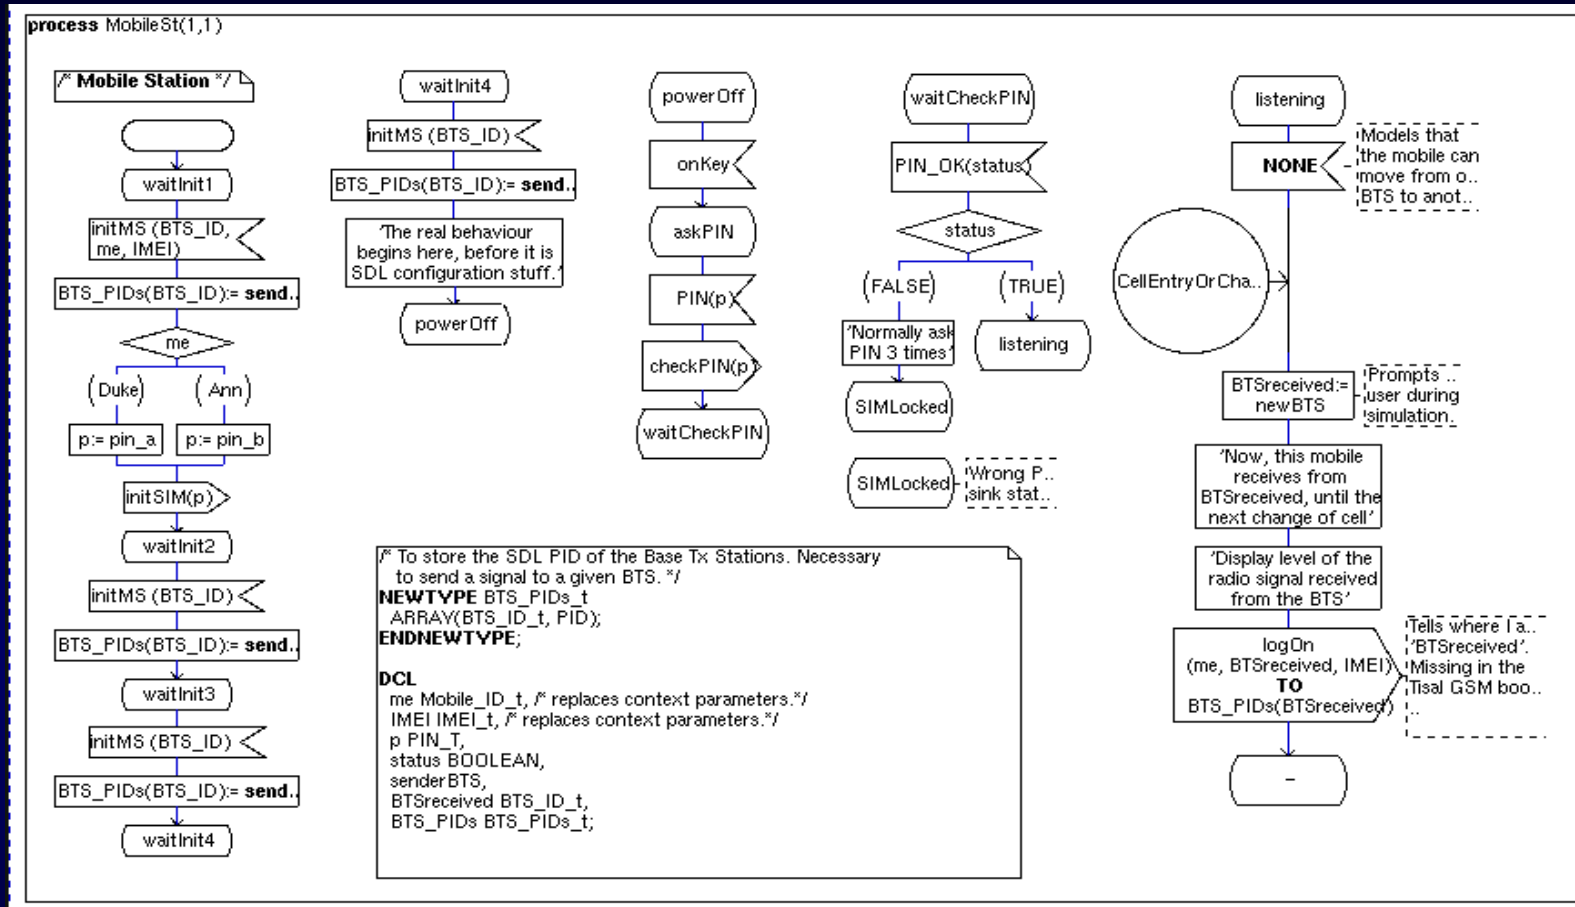 process MobileSt(1,1)
/* Mobile Station */
waitInit1
initMS (BTS_ID,
me, IMEI)
BTS_PIDs(BTS_ID):= send..
me
(Duke)
(Ann)
p:= pin_a
p:= pin_b
initSIM(p)
waitInit2
initMS (BTS_ID)
BTS_PIDs(BTS_ID):= send..
waitInit3
initMS (BTS_ID)
BTS_PIDs(BTS_ID):= send..
waitInit4
waitInit4
initMS (BTS_ID)
BTS_PIDs(BTS_ID):= send..
'The real behaviour
begins here, before it is
SDL configuration stuff.'
powerOff
powerOff
onKey
askPIN
PIN(p)
checkPIN(p)
waitCheckPIN
waitCheckPIN
PIN_OK(status)
status
(FALSE)
(TRUE)
'Normally ask
PIN 3 times'
listening
SIMLocked
SIMLocked
Wrong P..
sink stat..
/* To store the SDL PID of the Base Tx Stations. Necessary
to send a signal to a given BTS. */
NEWTYPE BTS_PIDs_t
ARRAY(BTS_ID_t, PID);
ENDNEWTYPE;
DCL
me Mobile_ID_t, /* replaces context parameters.*/
IMEI IMEI_t, /* replaces context parameters.*/
p PIN_T,
status BOOLEAN,
senderBTS,
BTSreceived BTS_ID_t,
BTS_PIDs BTS_PIDs_t;
listening
NONE
Models that
the mobile can
move from o..
BTS to anot..
CellEntryOrCha..
BTSreceived:=
newBTS
Prompts ..
user during
simulation.
'Now, this mobile
receives from
BTSreceived, until the
next change of cell'
'Display level of the
radio signal received
from the BTS'
logOn
(me, BTSreceived, IMEI)
TO
BTS_PIDs(BTSreceived)
Tells where I a..
'BTSreceived'.
Missing in the
Tisal GSM boo..
..
-